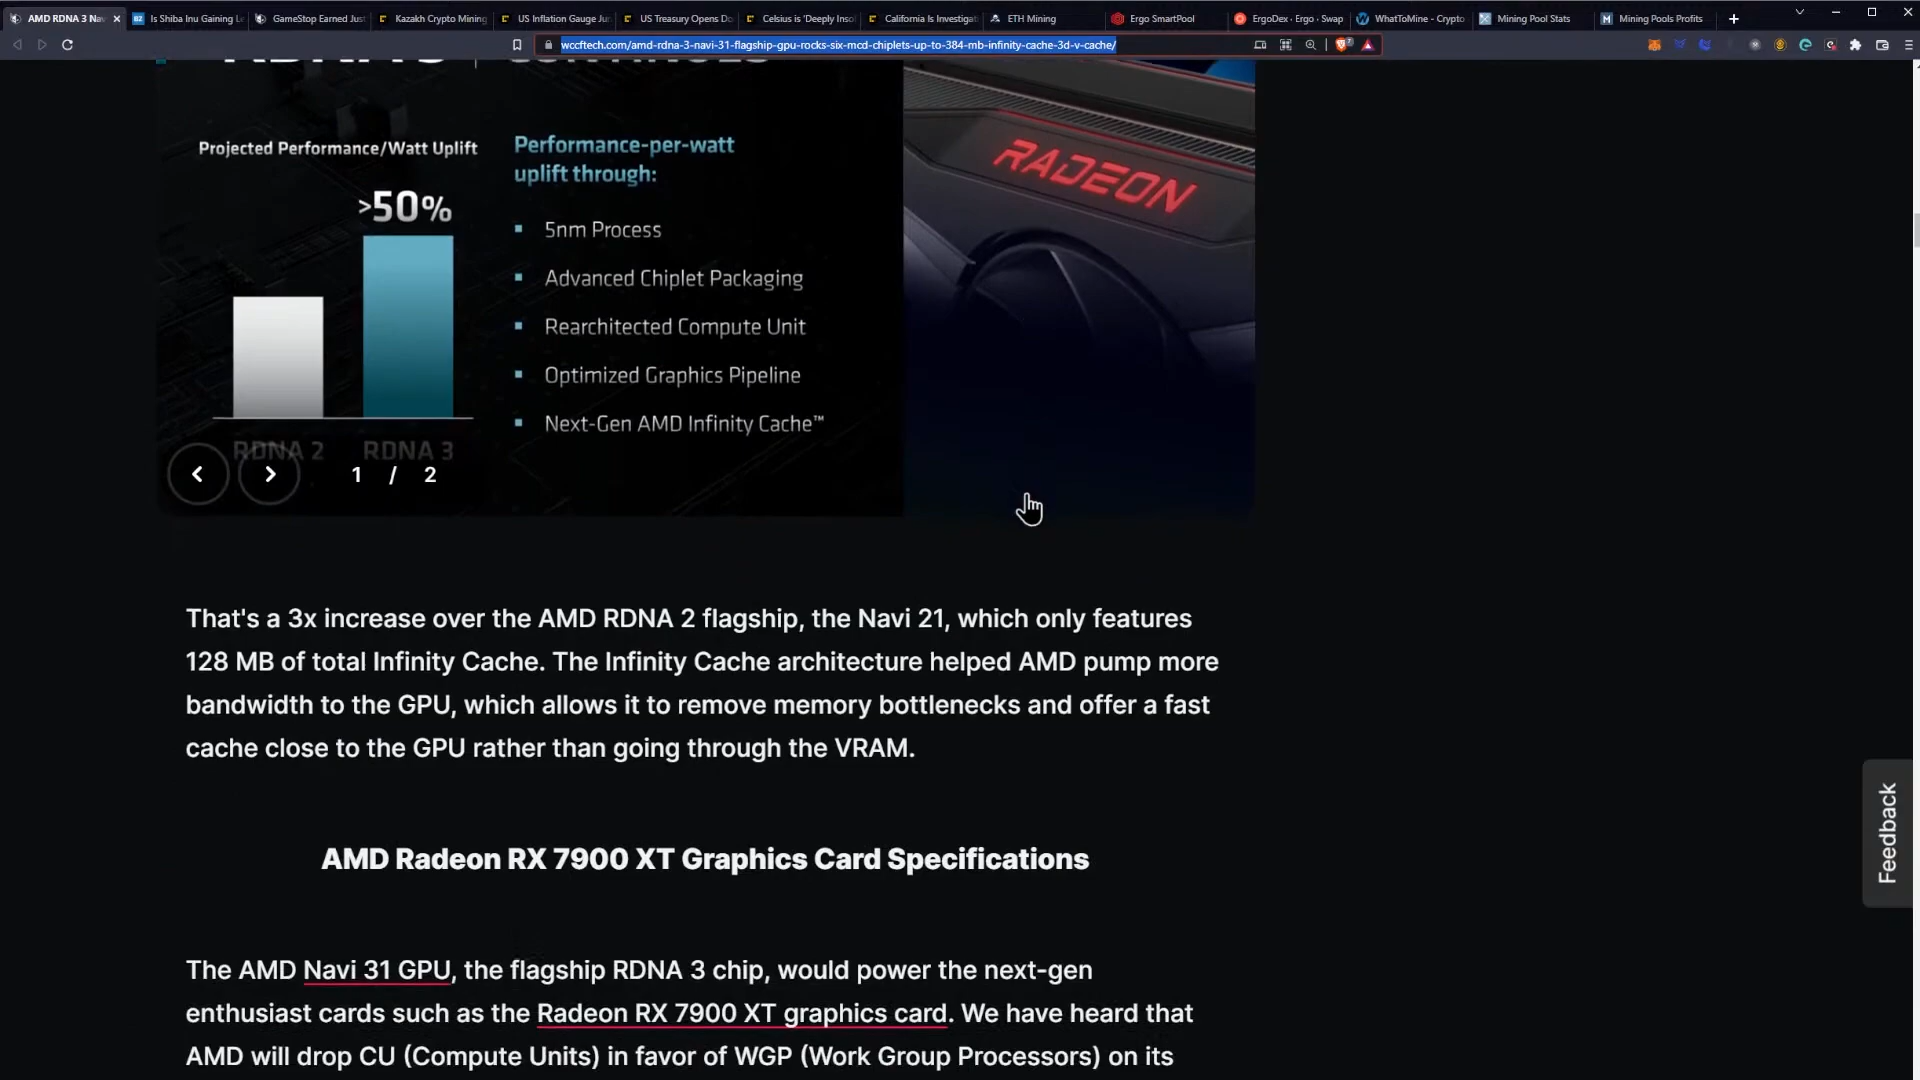 AMD RDNA 3 Nav
Is Shiba Inu Gaining Le
GameStop Earned Just
Kazakh Crypto Mining
US Inflation Gauge Jun
US Treasury Opens Do
Celsius is 'Deeply Insol
California Is Investigat
ETH Mining
Ergo SmartPool
ErgoDex · Ergo · Swap
WhatToMine - Crypto
Mining Pool Stats
Mining Pools Profits
wccftech.com/amd-rdna-3-navi-31-flagship-gpu-rocks-six-mcd-chiplets-up-to-384-mb-infinity-cache-3d-v-cache/
Projected Performance/Watt Uplift
>50%
RDNA 2
RDNA 3
Performance-per-watt
uplift through:
5nm Process
Advanced Chiplet Packaging
Rearchitected Compute Unit
Optimized Graphics Pipeline
Next-Gen AMD Infinity Cache™
RADEON
1 / 2
That's a 3x increase over the AMD RDNA 2 flagship, the Navi 21, which only features
128 MB of total Infinity Cache. The Infinity Cache architecture helped AMD pump more
bandwidth to the GPU, which allows it to remove memory bottlenecks and offer a fast
cache close to the GPU rather than going through the VRAM.
AMD Radeon RX 7900 XT Graphics Card Specifications
The AMD Navi 31 GPU, the flagship RDNA 3 chip, would power the next-gen
enthusiast cards such as the Radeon RX 7900 XT graphics card. We have heard that
AMD will drop CU (Compute Units) in favor of WGP (Work Group Processors) on its
Feedback